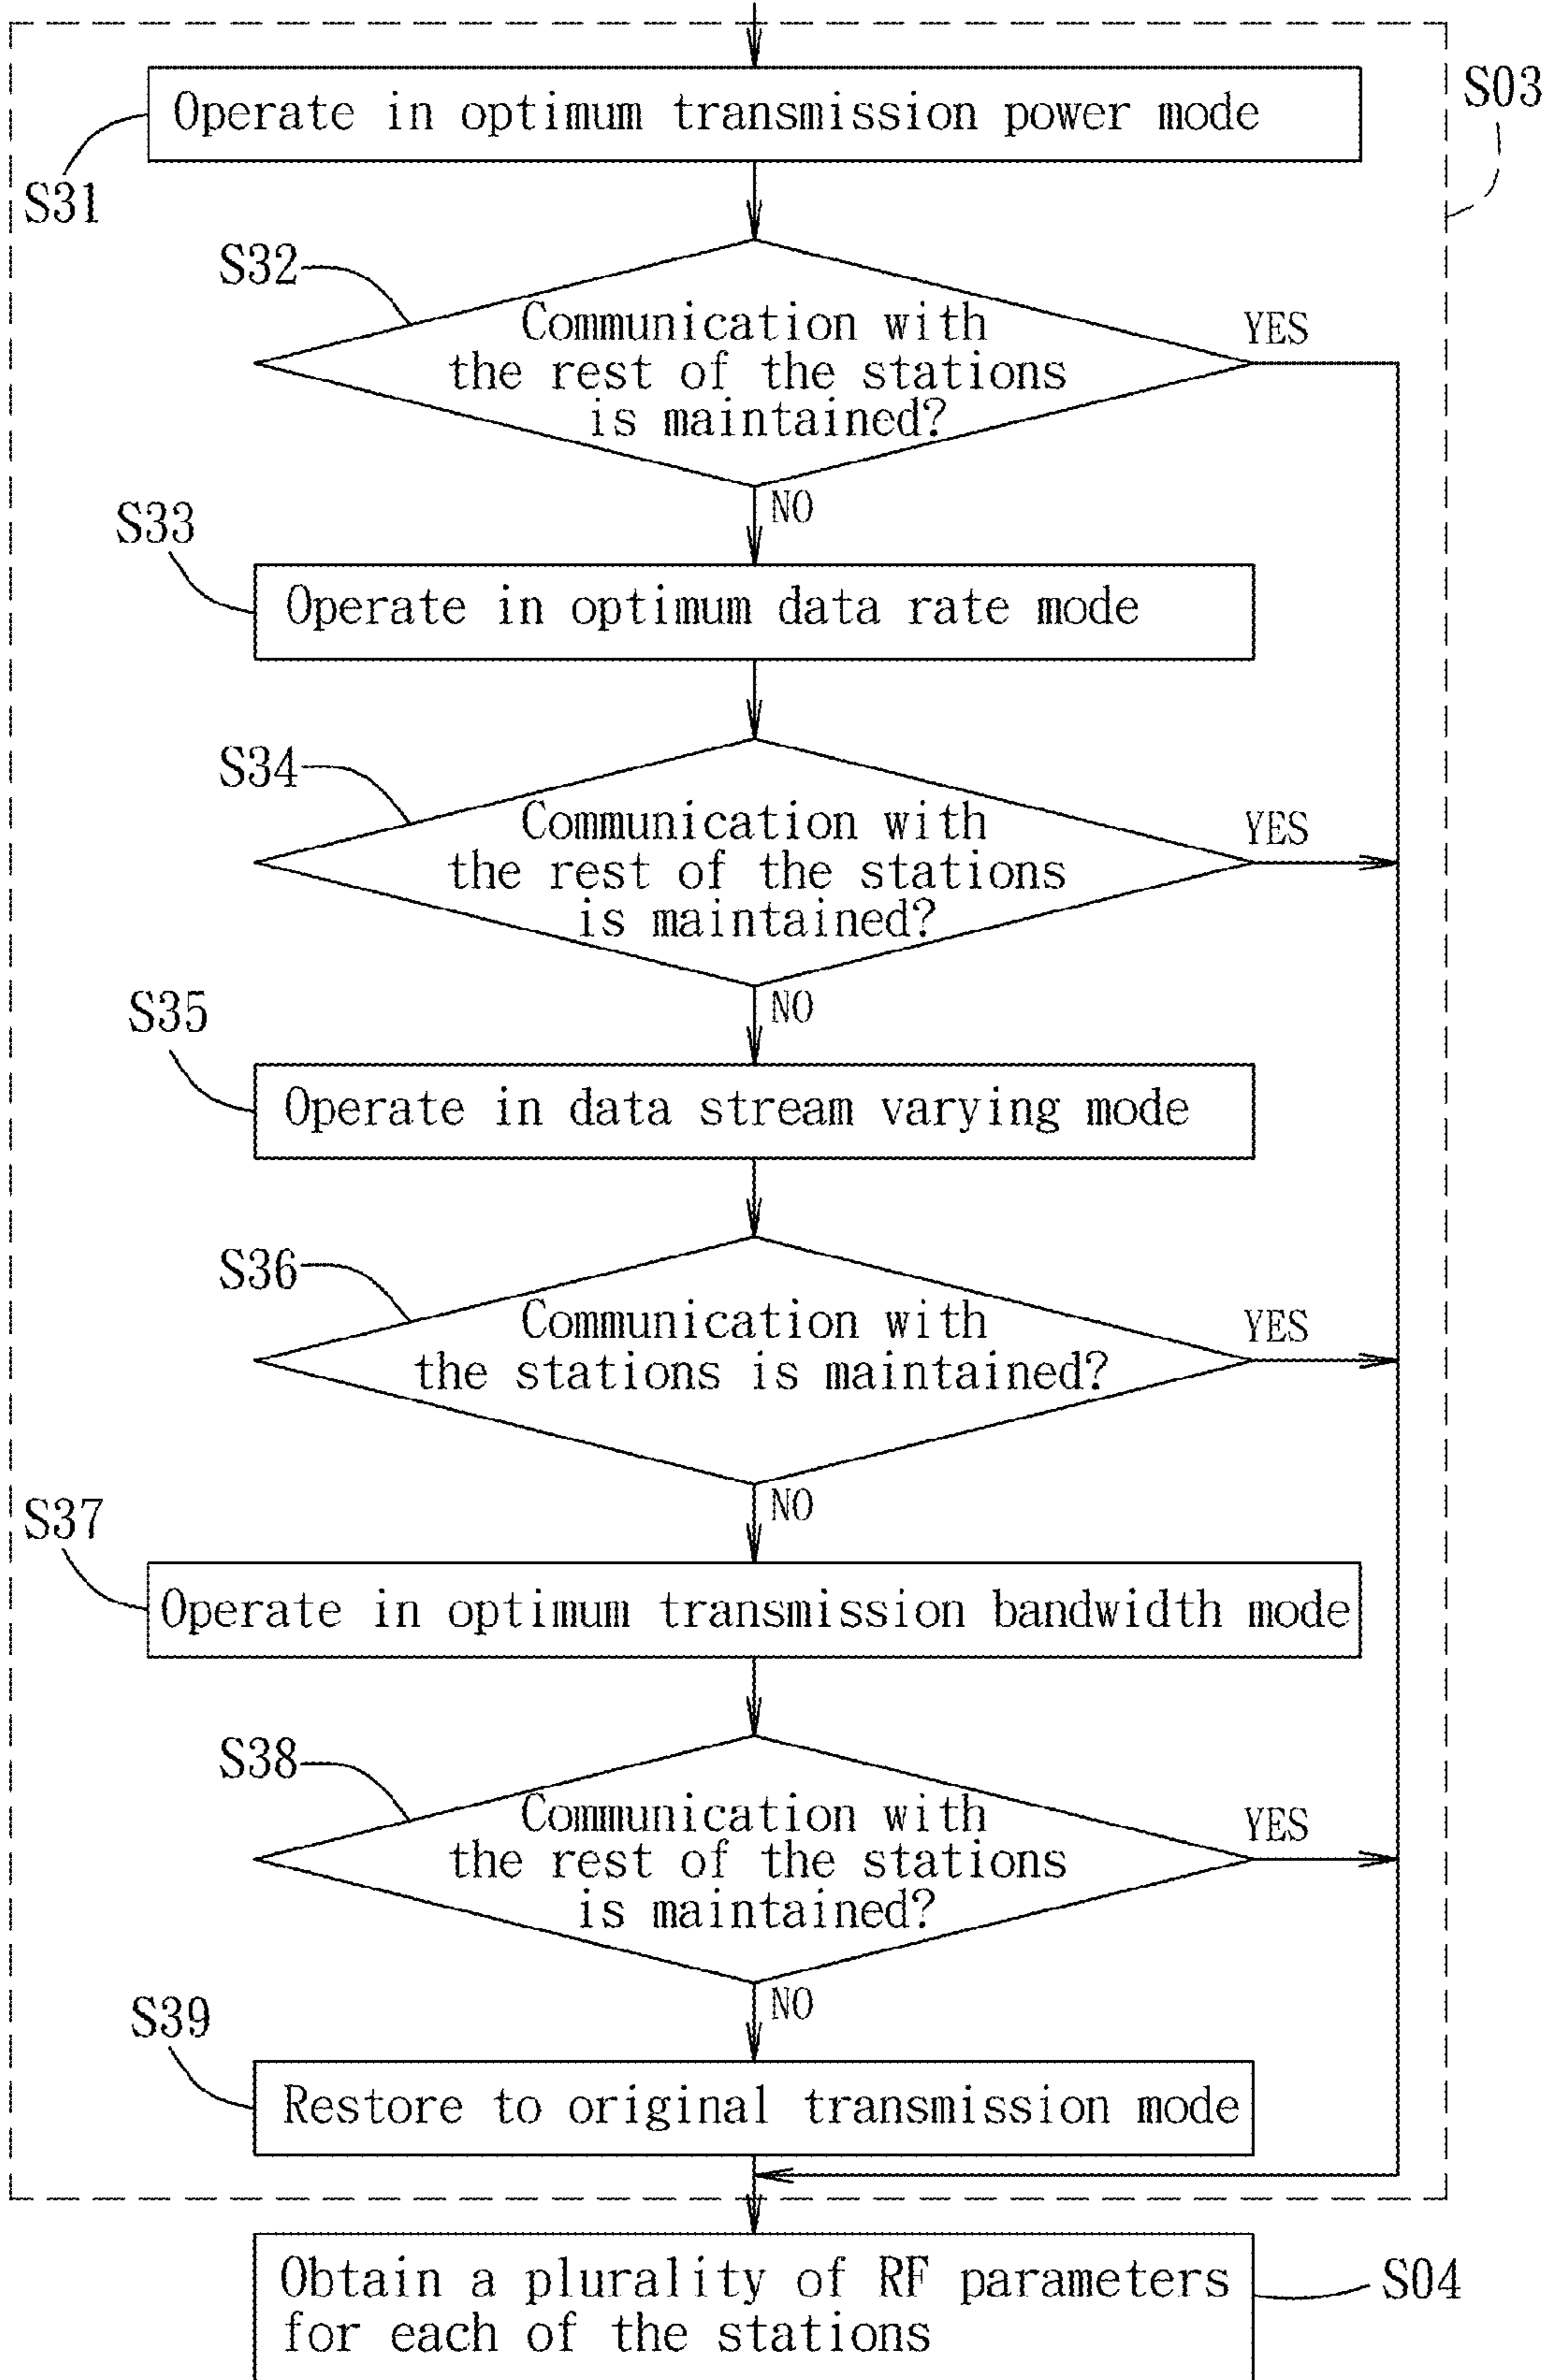 S03
Operate in optimum transmission power mode
S31
S32
Communication with
the rest of the stations
is maintained?
YES
NO
S33
Operate in optimum data rate mode
S34
Communication with
the rest of the stations
is maintained?
YES
NO
S35
Operate in data stream varying mode
S36
Communication with
the stations is maintained?
YES
NO
S37
Operate in optimum transmission bandwidth mode
S38
Communication with
the rest of the stations
is maintained?
YES
NO
S39
Restore to original transmission mode
Obtain a plurality of RF parameters
for each of the stations
S04